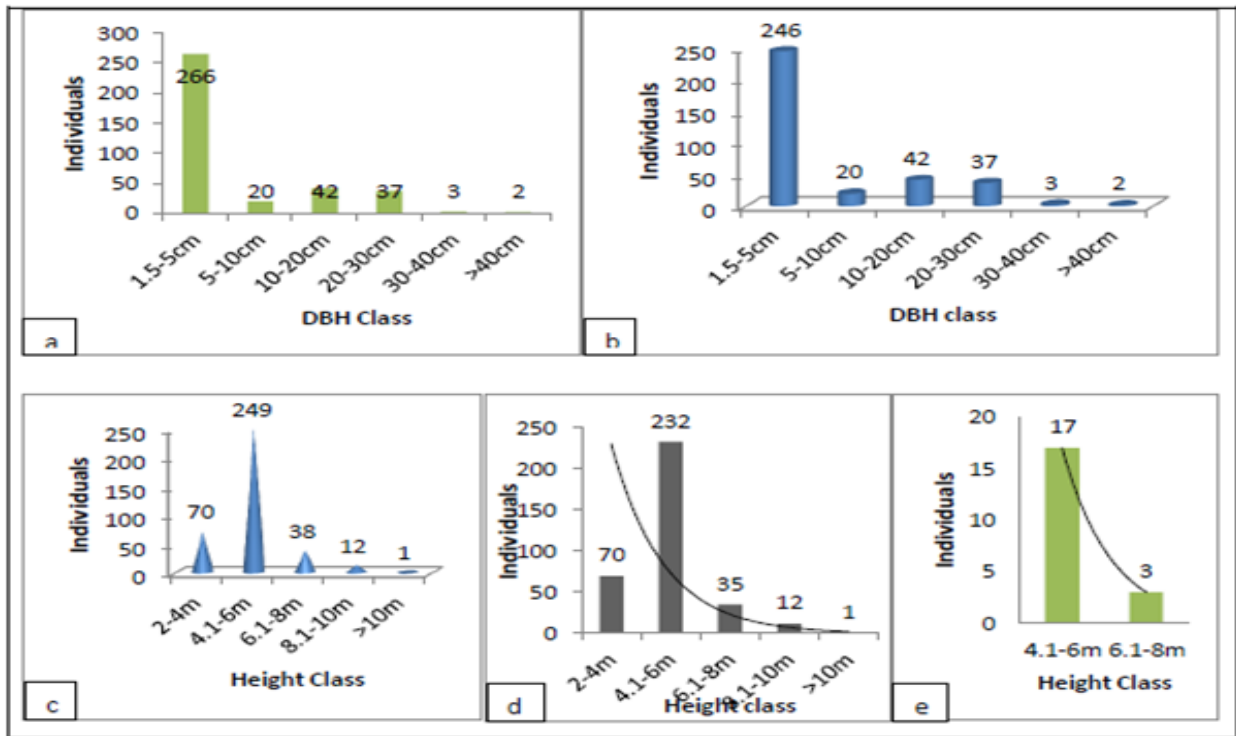 300
250
200
150
100
50
0
Individuals
266
20
42
37
3
2
1.5-5cm
5-10cm
10-20cm
20-30cm
30-40cm
>40cm
DBH Class
a
250
200
150
100
50
0
Individuals
246
20
42
37
3
2
1.5-5cm
5-10cm
10-20cm
20-30cm
30-40cm
>40cm
DBH class
b
250
200
150
100
50
0
Individuals
70
249
38
12
1
2-4m
4.1-6m
6.1-8m
8.1-10m
>10m
Height Class
c
250
200
150
100
50
0
Individuals
70
232
35
12
1
2-4m
4.1-6m
6.1-8m
8.1-10m
>10m
Height class
d
20
15
10
5
0
Individuals
17
3
4.1-6m 6.1-8m
Height Class
e